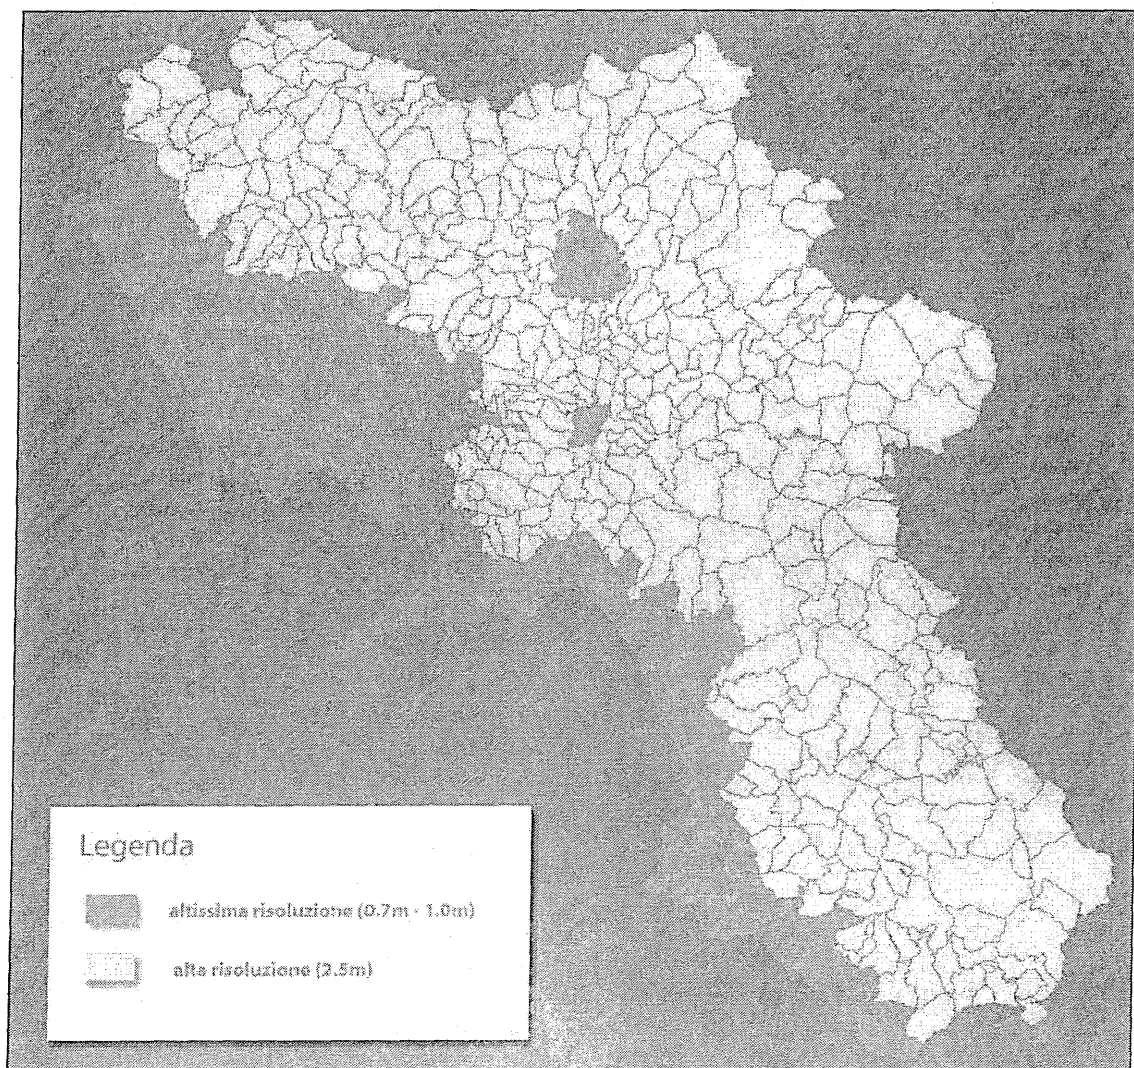 Legenda
altissima risoluzione (0.7m - 1.0m)
alta risoluzione (2.5m)